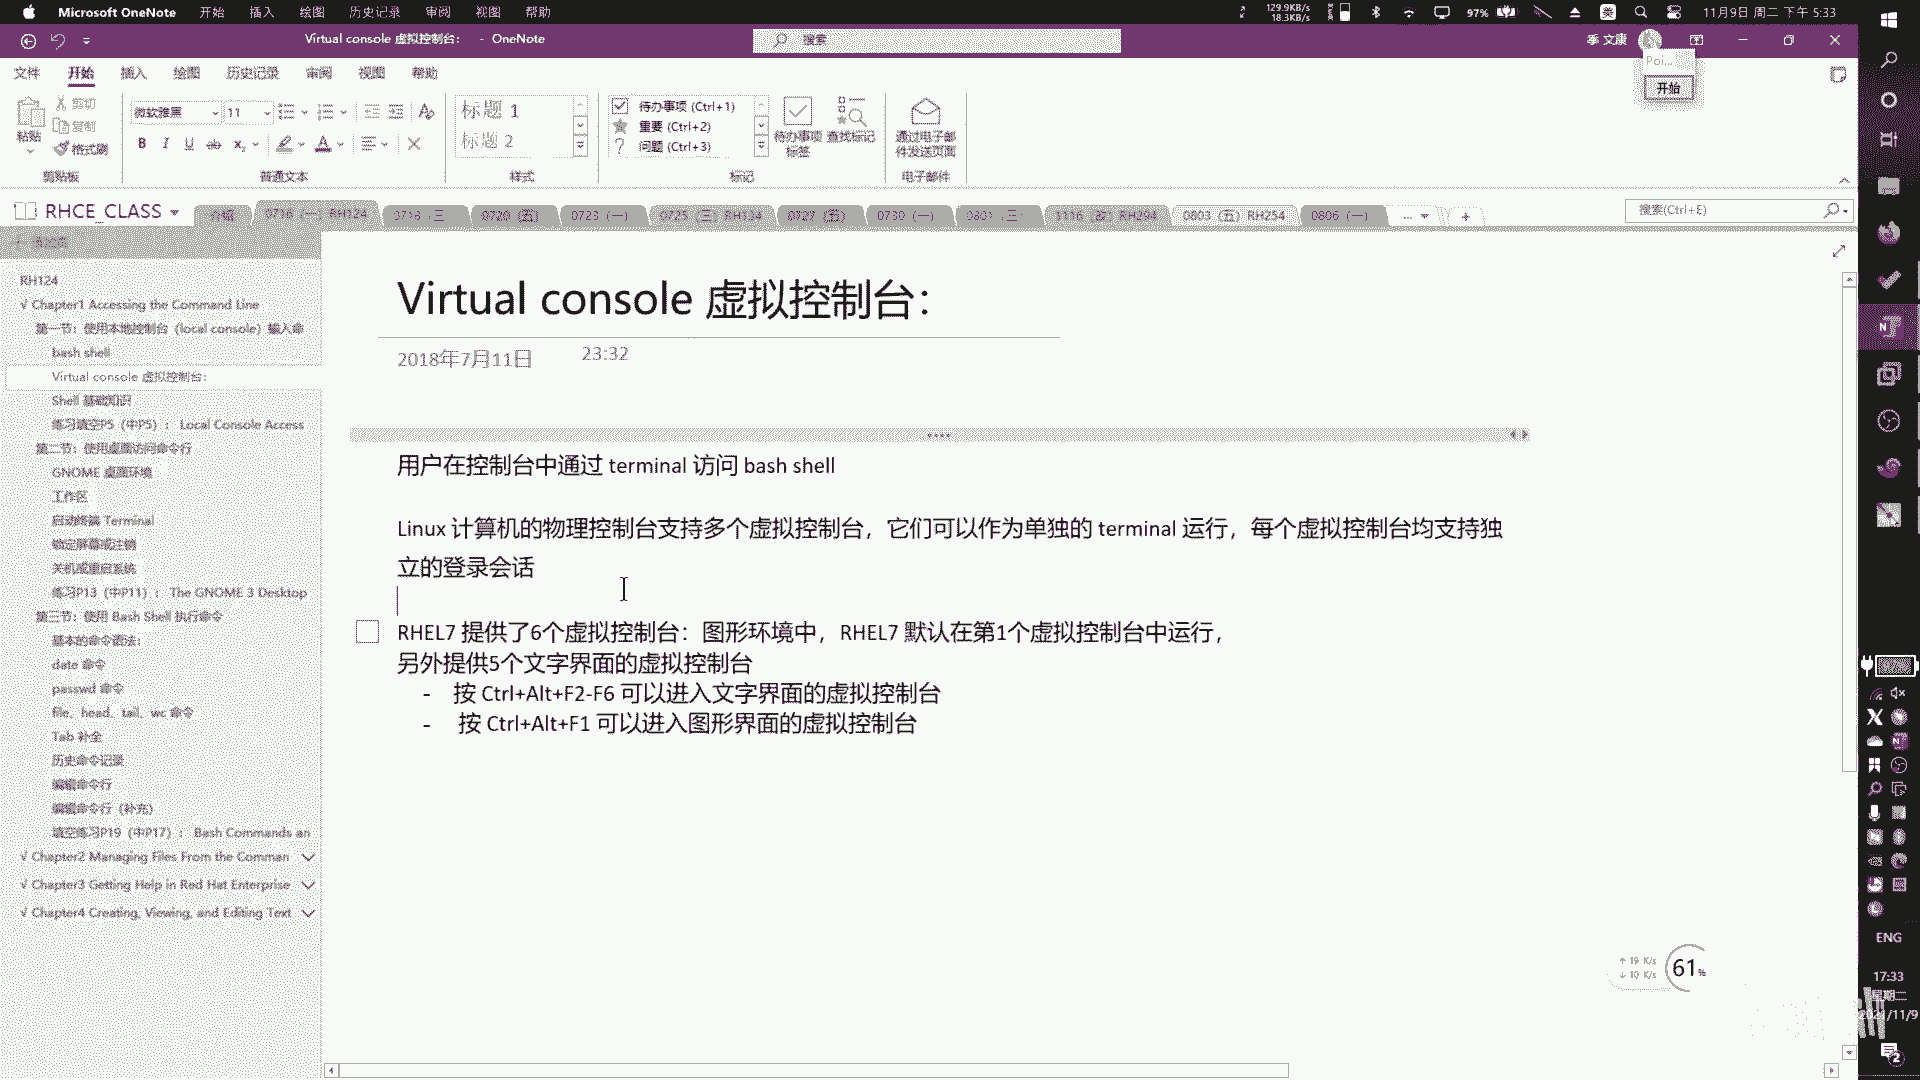 Microsoft OneNote 开始 插入 绘图 历史记录 审阅 视图 帮助
129.9KB/s
18.3KB/s
97%
英
11月9日 周二 下午 5:33
Virtual console 虚拟控制台: - OneNote
搜索
季 文康
Poi...
开始
文件 开始 插入 绘图 历史记录 审阅 视图 帮助
粘贴
剪切
复制
格式刷
剪贴板
微软雅黑 11
B I U ab
普通文本
标题 1
标题 2
样式
待办事项 (Ctrl+1)
重要 (Ctrl+2)
问题 (Ctrl+3)
待办事项
标签
查找标记
标记
通过电子邮
件发送页面
电子邮件
RHCE_CLASS
介绍 0716 (一) RH124 0718 (三 0720 (五) 0723 (一) 0725 (三) RH134 0727 (五) 0730 (一) 0801 (三 RH294 0803 (五) RH254 0806 (一) ... +
搜索(Ctrl+E)
添加页
RH124
√ Chapter1 Accessing the Command Line
第一节：使用本地控制台（local console）输入命
bash shell
Virtual console 虚拟控制台:
Shell 基础知识
练习填空P5（中P5）： Local Console Access
第二节：使用桌面访问命令行
GNOME 桌面环境
工作区
启动终端 Terminal
锁定屏幕或注销
关机或重启系统
练习P13（中P11）： The GNOME 3 Desktop
第三节：使用 Bash Shell 执行命令
基本的命令语法:
date 命令
passwd 命令
file、head、tail、wc 命令
Tab 补全
历史命令记录
编辑命令行
编辑命令行（补充）
填空练习P19（中P17）： Bash Commands an
√ Chapter2 Managing Files From the Comman
√ Chapter3 Getting Help in Red Hat Enterprise
√ Chapter4 Creating, Viewing, and Editing Text
Virtual console 虚拟控制台：
2018年7月11日 23:32
用户在控制台中通过 terminal 访问 bash shell
Linux 计算机的物理控制台支持多个虚拟控制台，它们可以作为单独的 terminal 运行，每个虚拟控制台均支持独
立的登录会话
RHEL7 提供了6个虚拟控制台：图形环境中，RHEL7 默认在第1个虚拟控制台中运行，
另外提供5个文字界面的虚拟控制台
- 按 Ctrl+Alt+F2-F6 可以进入文字界面的虚拟控制台
- 按 Ctrl+Alt+F1 可以进入图形界面的虚拟控制台
↑ 19 K/s
↓ 10 K/s
61%
ENG
17:33
星期二
2021/11/9
2